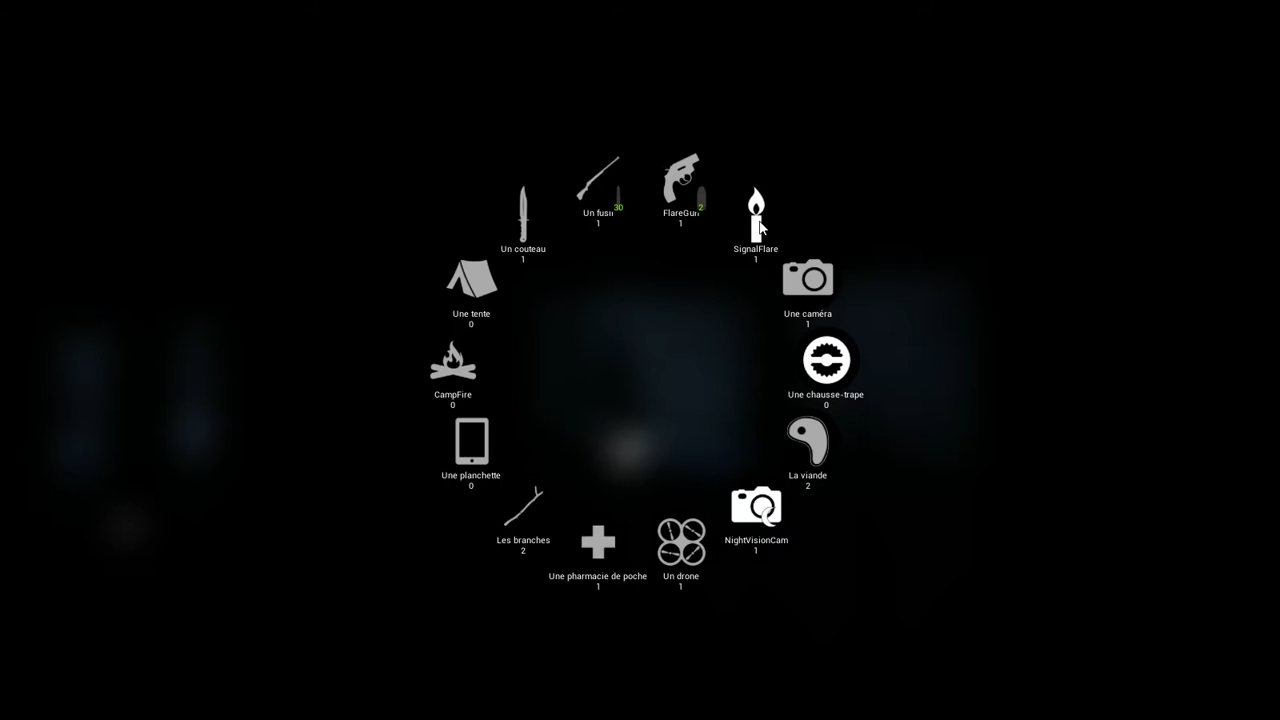 30
Un fusil
1
2
FlareGun
1
Un couteau
1
SignalFlare
1
Une tente
0
Une caméra
1
CampFire
0
Une chausse-trape
0
Une planchette
0
La viande
2
Les branches
2
NightVisionCam
1
Une pharmacie de poche
1
Un drone
1